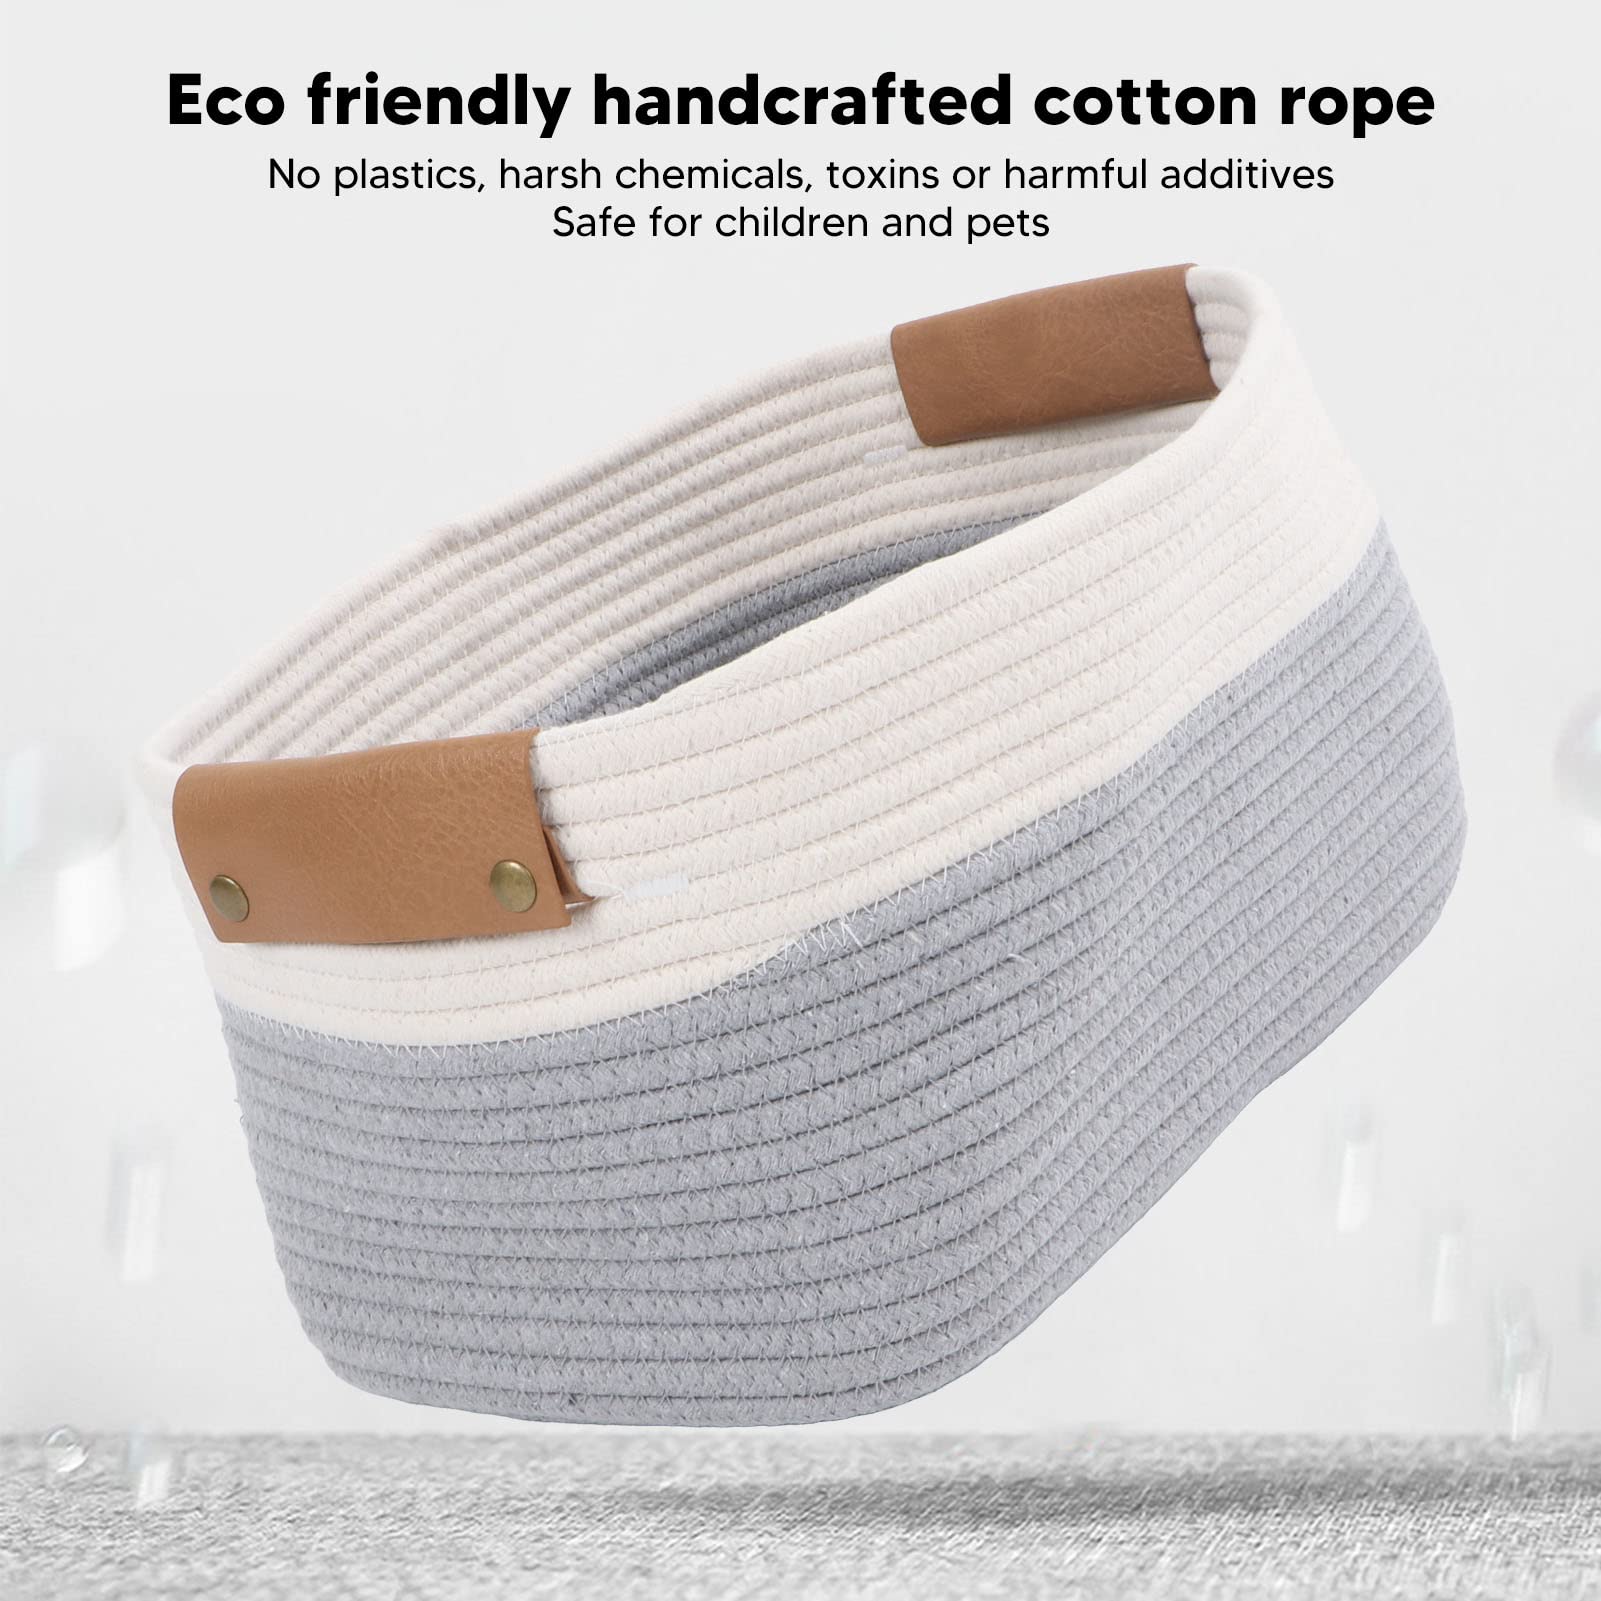 Eco friendly handcrafted cotton rope
No plastics, harsh chemicals, toxins or harmful additives
Safe for children and pets